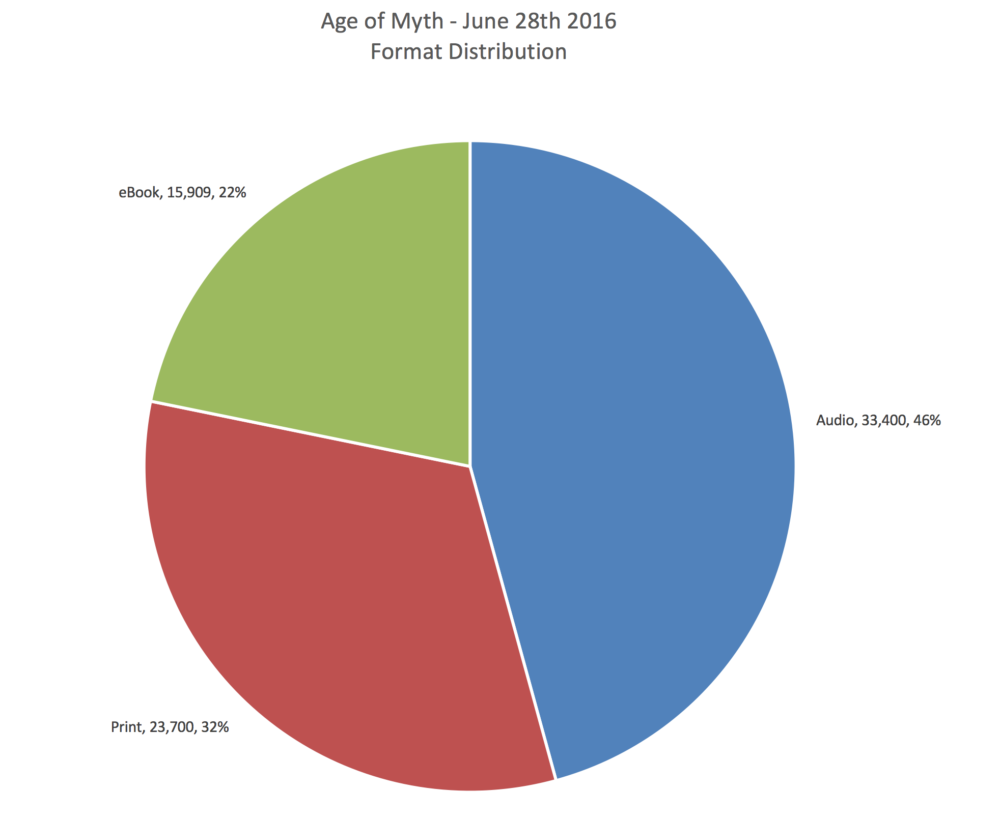 Age of Myth - June 28th 2016
Format Distribution
eBook, 15,909, 22%
Audio, 33,400, 46%
Print, 23,700, 32%